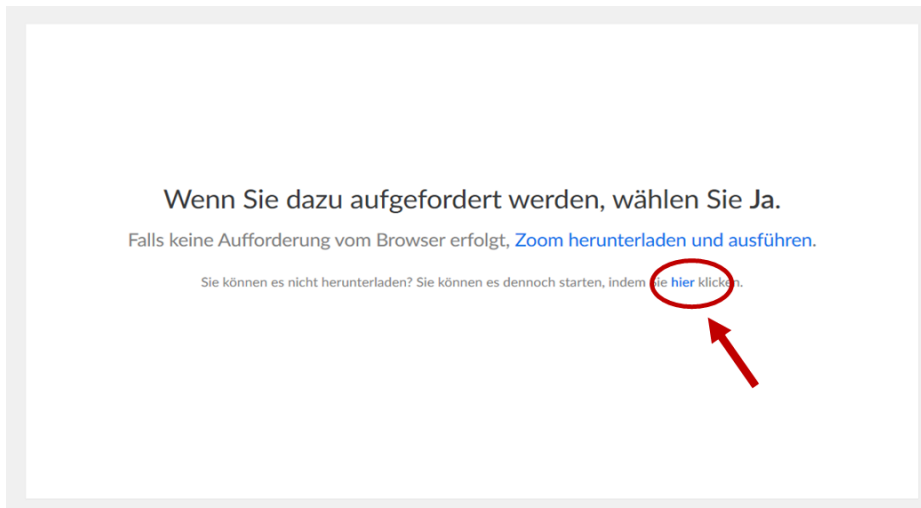 Wenn Sie dazu aufgefordert werden, wählen Sie Ja.
Falls keine Aufforderung vom Browser erfolgt, Zoom herunterladen und ausführen.
Sie können es nicht herunterladen? Sie können es dennoch starten, indem Sie hier klicken.